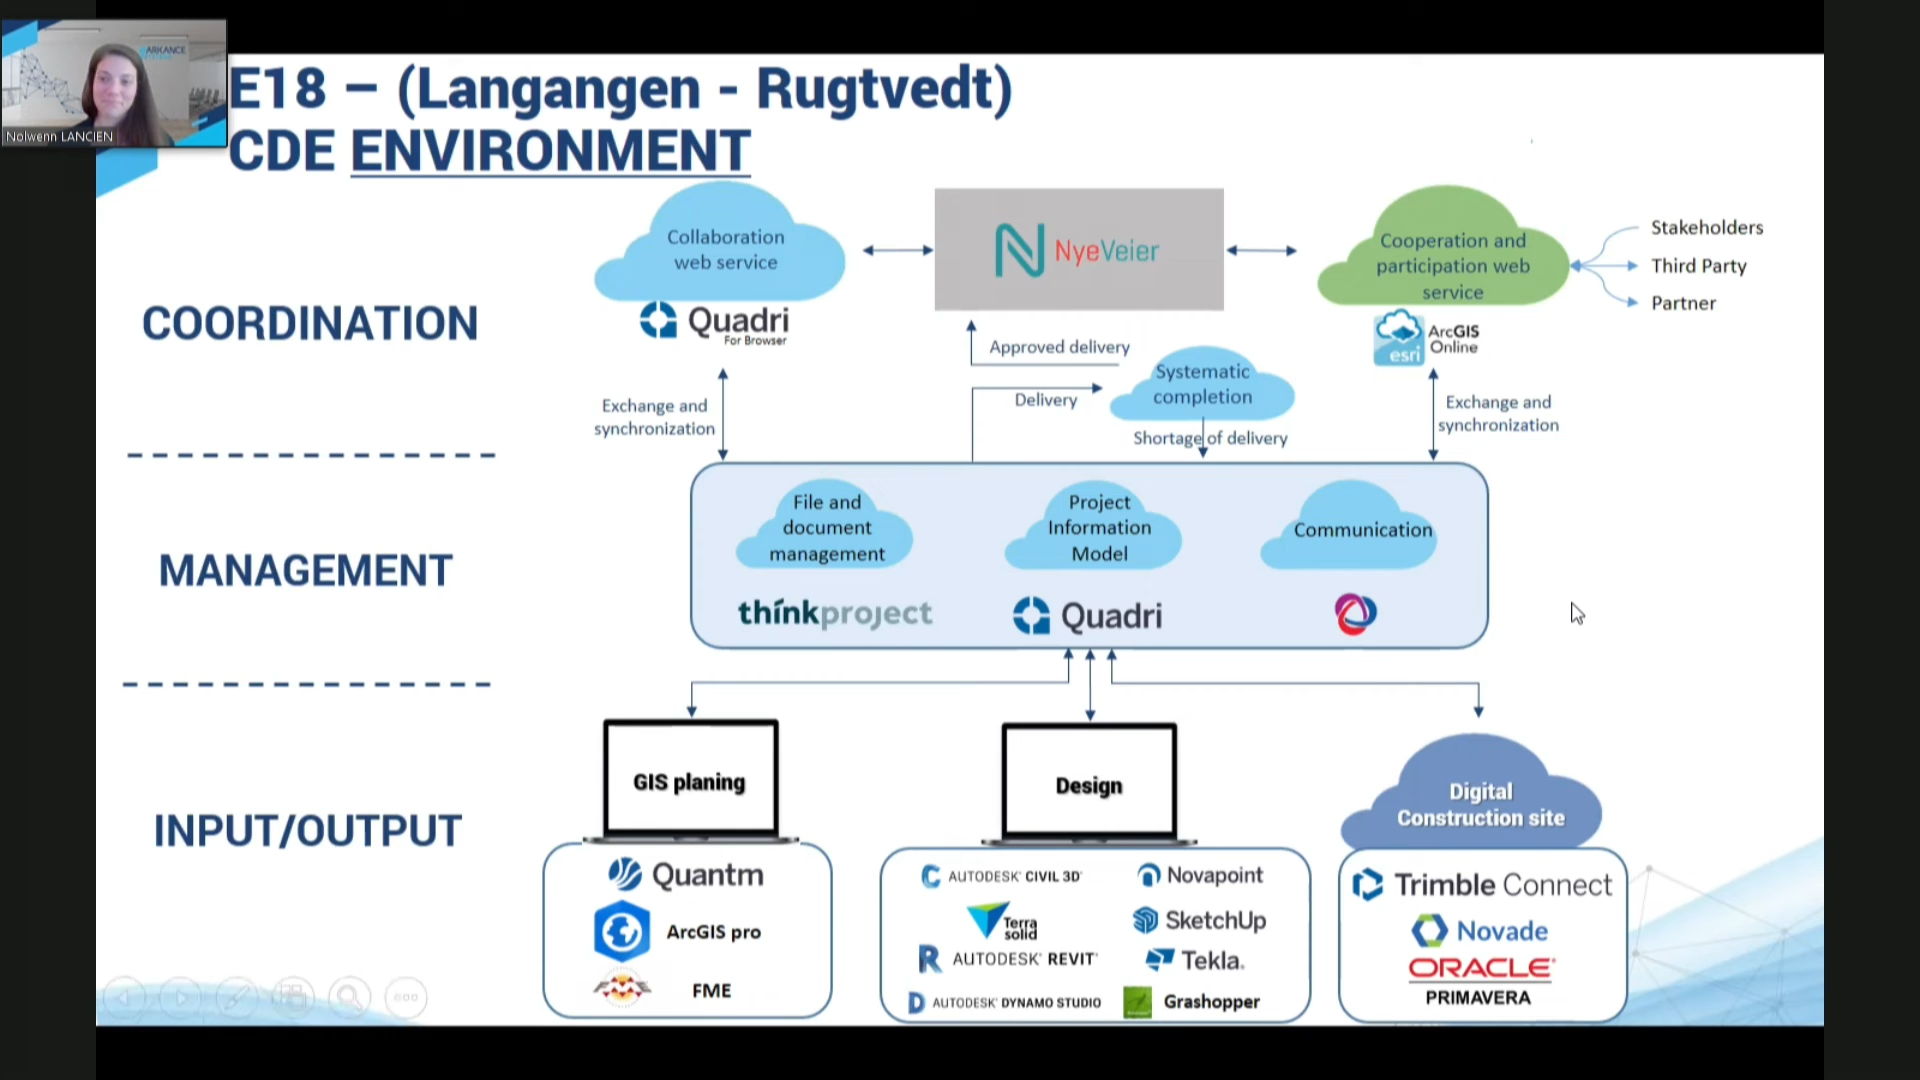 ARKANCE
Nolwenn LANCIEN
E18 – (Langangen - Rugtvedt)
CDE ENVIRONMENT
COORDINATION
Collaboration
web service
Quadri
For Browser
NyeVeier
Cooperation and
participation web
service
esri
ArcGIS
Online
Stakeholders
Third Party
Partner
Exchange and
synchronization
Approved delivery
Delivery
Systematic
completion
Shortage of delivery
Exchange and
synchronization
MANAGEMENT
File and
document
management
thinkproject
Project
Information
Model
Quadri
Communication
INPUT/OUTPUT
GIS planing
Quantm
ArcGIS pro
FME
Design
AUTODESK® CIVIL 3D®
Novapoint
Terra
solid
SketchUp
AUTODESK® REVIT®
Tekla®
AUTODESK® DYNAMO STUDIO
Grashopper
Digital
Construction site
Trimble Connect
Novade
ORACLE®
PRIMAVERA